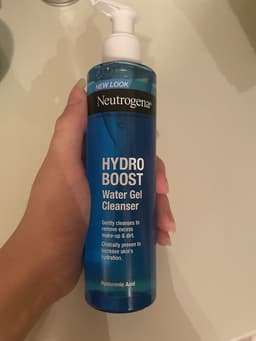 NEW LOOK
Neutrogena®
HYDRO
BOOST
Water Gel
Cleanser
Gently cleanses to
remove excess
make-up & dirt.
Clinically proven to
increase skin's
hydration.
Hyaluronic Acid